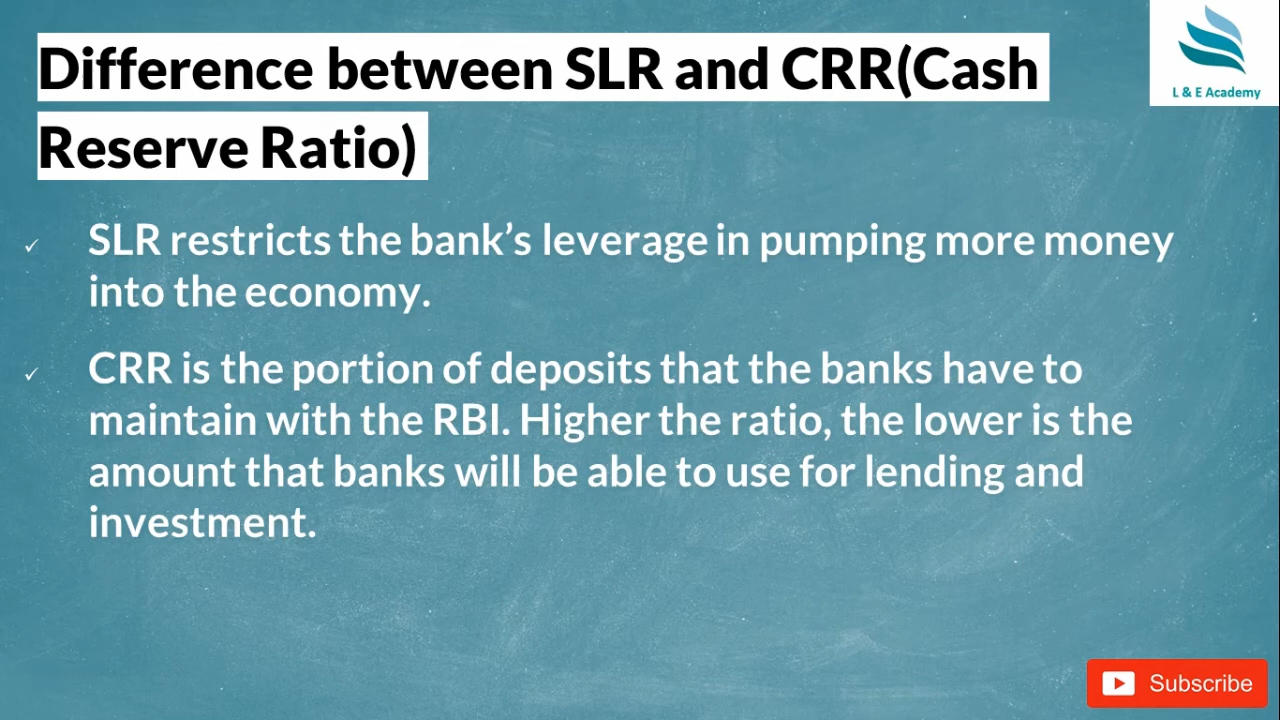 Difference between SLR and CRR(Cash
Reserve Ratio)
L & E Academy
✓ SLR restricts the bank’s leverage in pumping more money
into the economy.
✓ CRR is the portion of deposits that the banks have to
maintain with the RBI. Higher the ratio, the lower is the
amount that banks will be able to use for lending and
investment.
Subscribe